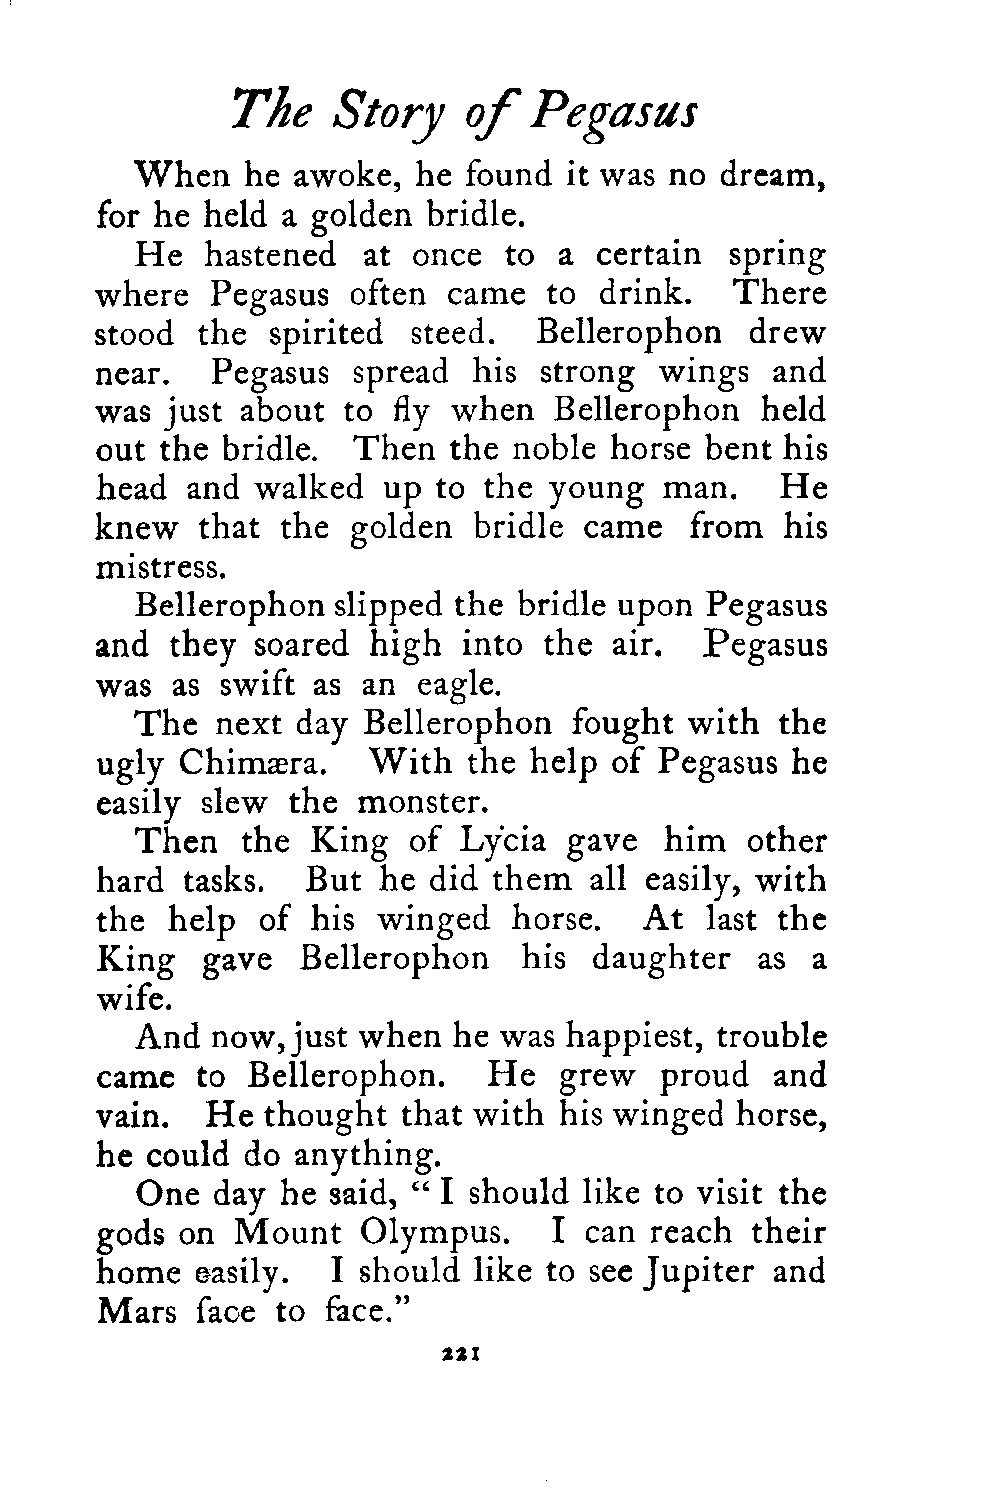 The Story of Pegasus
When he awoke, he found it was no dream,
for he held a golden bridle.
He hastened at once to a certain spring
where Pegasus often came to drink. There
stood the spirited steed. Bellerophon drew
near. Pegasus spread his strong wings and
was just about to fly when Bellerophon held
out the bridle. Then the noble horse bent his
head and walked up to the young man. He
knew that the golden bridle came from his
mistress.
Bellerophon slipped the bridle upon Pegasus
and they soared high into the air. Pegasus
was as swift as an eagle.
The next day Bellerophon fought with the
ugly Chimæra. With the help of Pegasus he
easily slew the monster.
Then the King of Lycia gave him other
hard tasks. But he did them all easily, with
the help of his winged horse. At last the
King gave Bellerophon his daughter as a
wife.
And now, just when he was happiest, trouble
came to Bellerophon. He grew proud and
vain. He thought that with his winged horse,
he could do anything.
One day he said, "I should like to visit the
gods on Mount Olympus. I can reach their
home easily. I should like to see Jupiter and
Mars face to face."
221